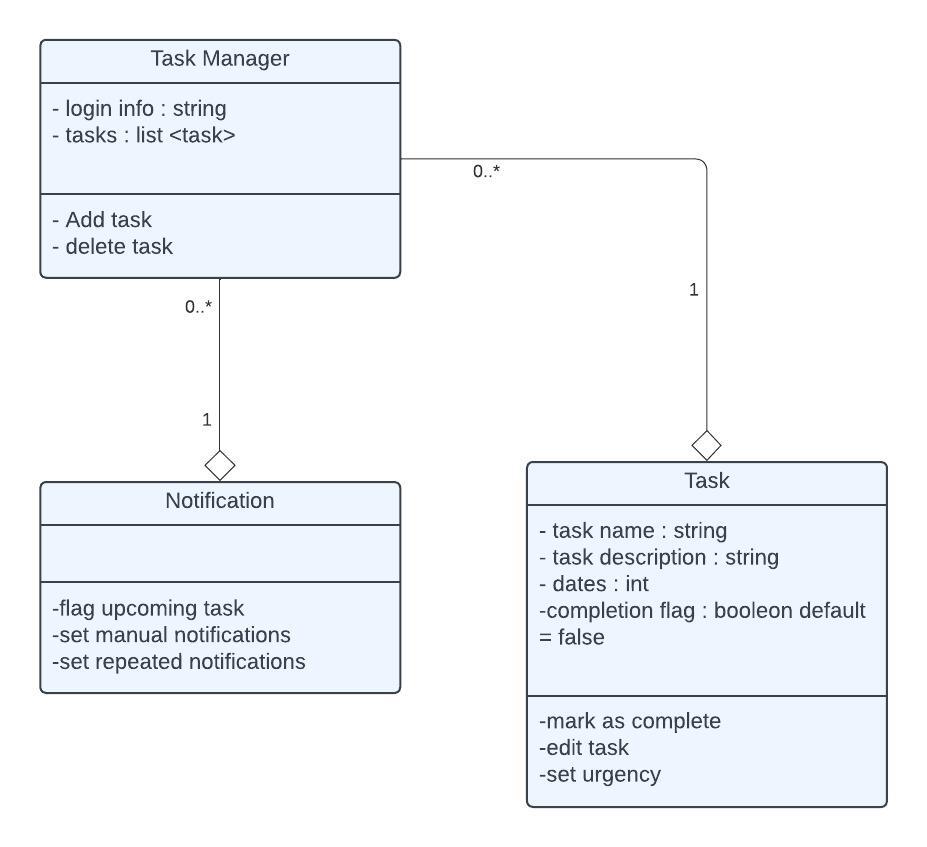 Task Manager
- login info : string
- tasks : list <task>
- Add task
- delete task
0..*
1
0..*
1
Notification
-flag upcoming task
-set manual notifications
-set repeated notifications
Task
- task name : string
- task description : string
- dates : int
-completion flag : booleon default
= false
-mark as complete
-edit task
-set urgency